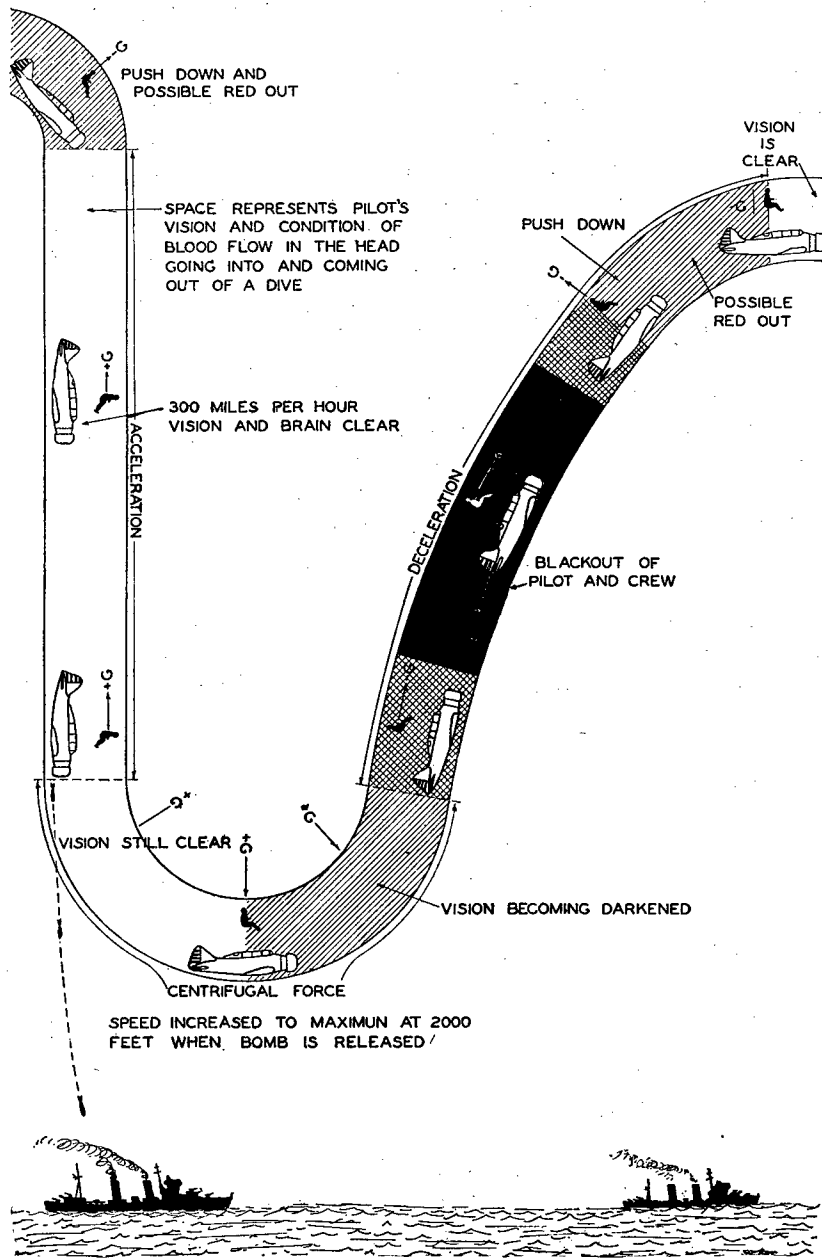 -G
PUSH DOWN AND
POSSIBLE RED OUT
VISION
IS
CLEAR
SPACE REPRESENTS PILOT'S
VISION AND CONDITION OF
BLOOD FLOW IN THE HEAD
GOING INTO AND COMING
OUT OF A DIVE
-G
PUSH DOWN
-G
POSSIBLE
RED OUT
+G
300 MILES PER HOUR
VISION AND BRAIN CLEAR
ACCELERATION
DECELERATION
BLACKOUT OF
PILOT AND CREW
+G
-G
+G
+G
VISION STILL CLEAR
+G
VISION BECOMING DARKENED
CENTRIFUGAL FORCE
SPEED INCREASED TO MAXIMUN AT 2000
FEET WHEN BOMB IS RELEASED